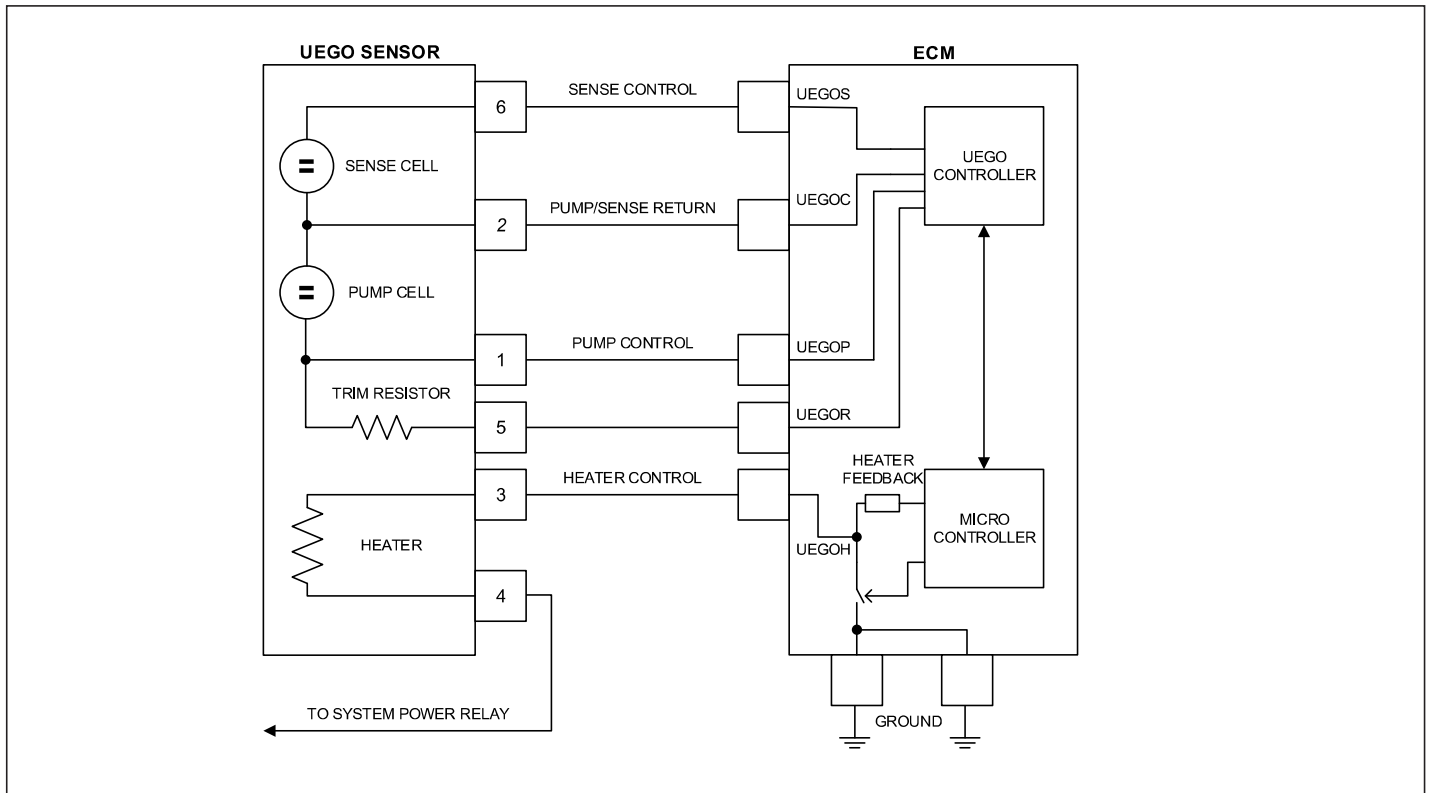 UEGO SENSOR
ECM
6
SENSE CONTROL
UEGOS
UEGO
CONTROLLER
SENSE CELL
2
PUMP/SENSE RETURN
UEGOC
PUMP CELL
1
PUMP CONTROL
UEGOP
TRIM RESISTOR
5
UEGOR
3
HEATER CONTROL
HEATER
FEEDBACK
HEATER
UEGOH
MICRO
CONTROLLER
4
TO SYSTEM POWER RELAY
GROUND